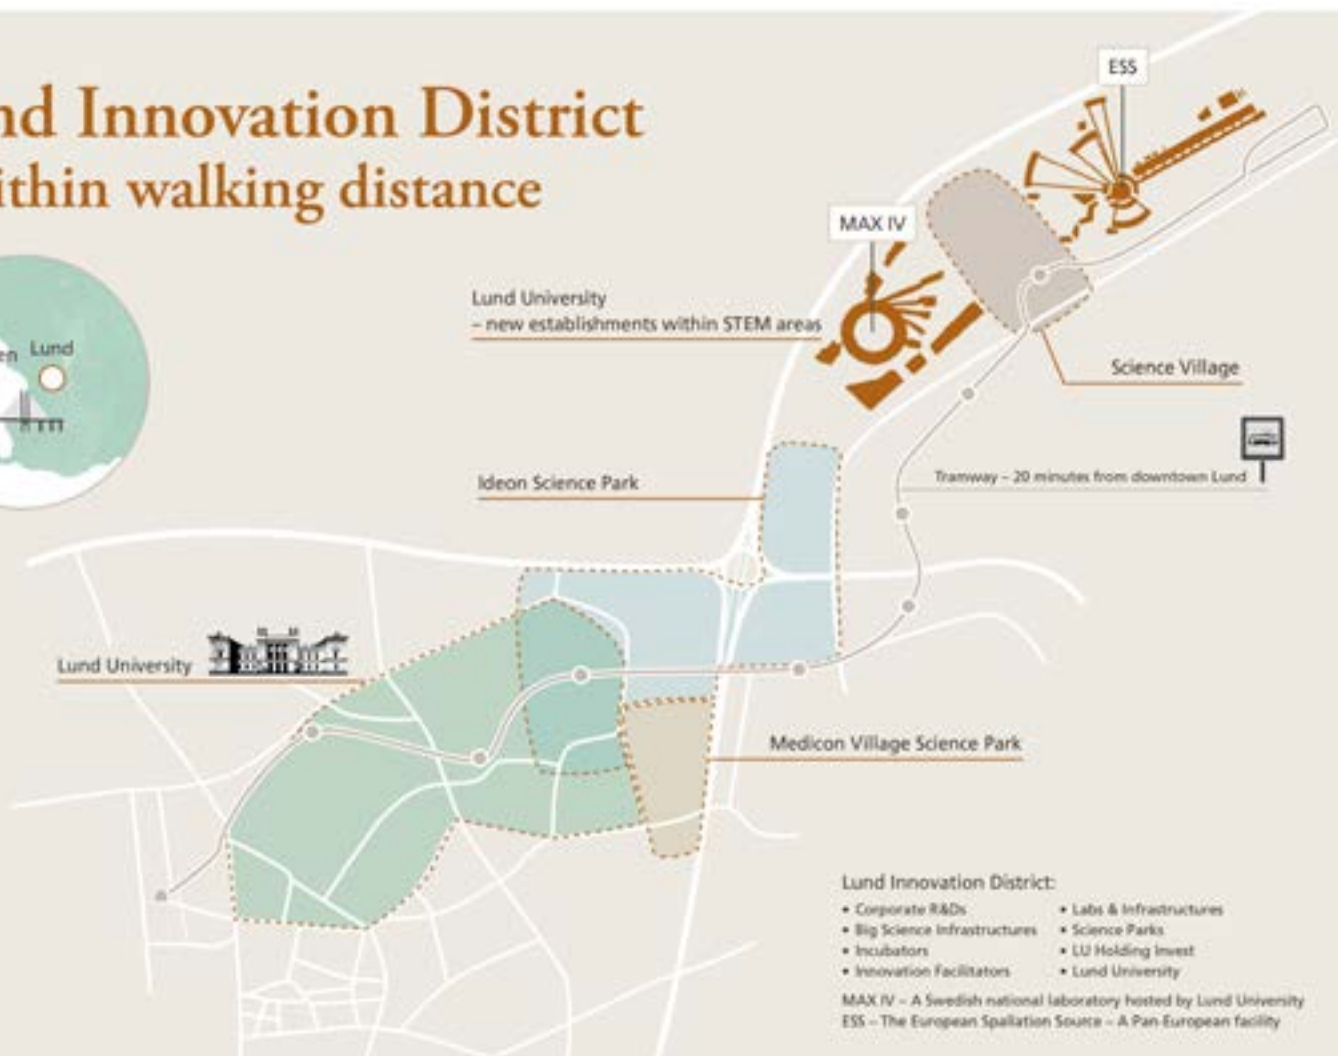 nd Innovation District
ithin walking distance
ESS
MAX IV
Lund University
– new establishments within STEM areas
en Lund
Science Village
Ideon Science Park
Tramway – 20 minutes from downtown Lund
Lund University
Medicon Village Science Park
Lund Innovation District:
• Corporate R&Ds
• Big Science Infrastructures
• Incubators
• Innovation Facilitators
• Labs & Infrastructures
• Science Parks
• LU Holding Invest
• Lund University
MAX IV – A Swedish national laboratory hosted by Lund University
ESS – The European Spallation Source – A Pan-European facility